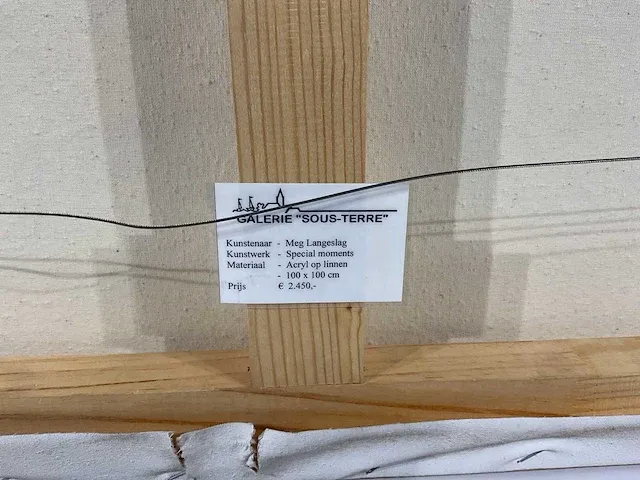 GALERIE "SOUS-TERRE"
Kunstenaar - Meg Langeslag
Kunstwerk - Special moments
Materiaal - Acryl op linnen
- 100 x 100 cm
Prijs € 2.450,-